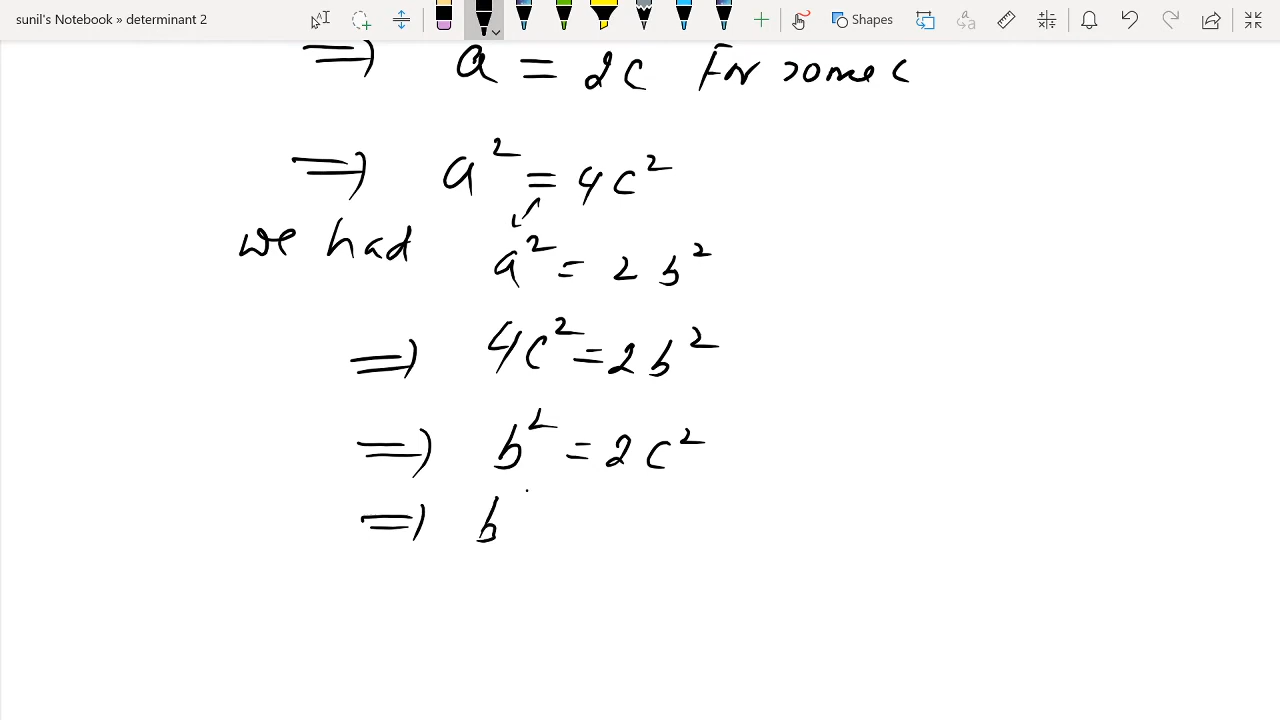 sunil's Notebook » determinant 2
Shapes
⇒ a = 2c For some c
⇒ a² = 4c²
we had a² = 2b²
⇒ 4c² = 2b²
⇒ b² = 2c²
⇒ b